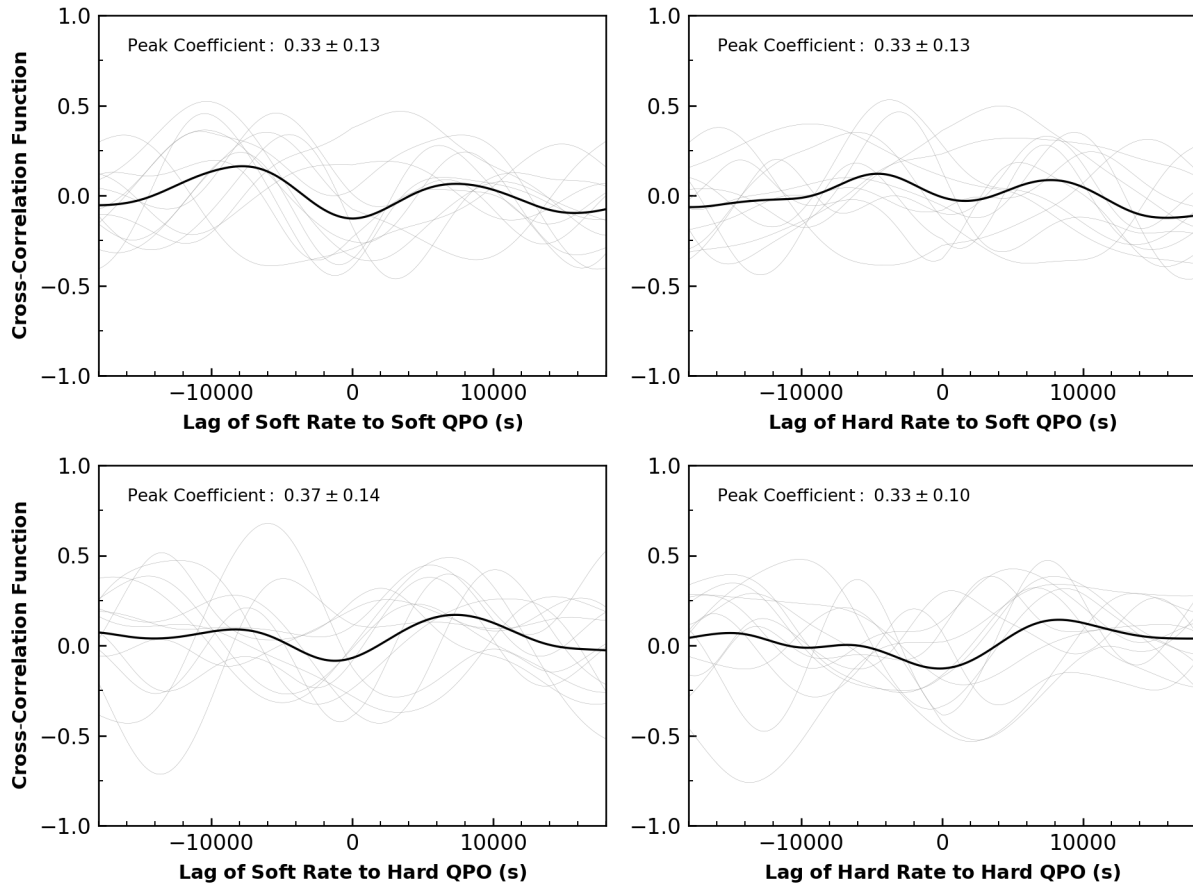 1.0
0.5
0.0
−0.5
−1.0
Cross-Correlation Function
Peak Coefficient : 0.33 ± 0.13
−10000 0 10000
Lag of Soft Rate to Soft QPO (s)
1.0
0.5
0.0
−0.5
−1.0
Peak Coefficient : 0.33 ± 0.13
−10000 0 10000
Lag of Hard Rate to Soft QPO (s)
1.0
0.5
0.0
−0.5
−1.0
Cross-Correlation Function
Peak Coefficient : 0.37 ± 0.14
−10000 0 10000
Lag of Soft Rate to Hard QPO (s)
1.0
0.5
0.0
−0.5
−1.0
Peak Coefficient : 0.33 ± 0.10
−10000 0 10000
Lag of Hard Rate to Hard QPO (s)